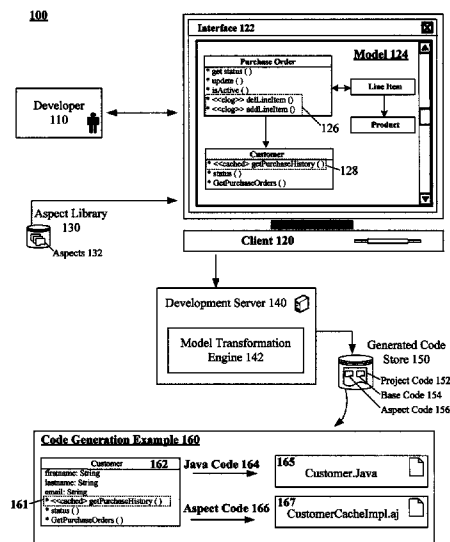 100
Interface 122
Model 124
Purchase Order
* get status ( )
* update ( )
* isActive ( )
* <<clog>> delLineItem ()
* <<clog>> addLineItem ()
126
Line Item
Product
Customer
* <<cached> getPurchaseHistory ( )
* status ( )
* GetPurchaseOrders ( )
128
Developer
110
Aspect Library
130
Aspects 132
Client 120
Development Server 140
Model Transformation
Engine 142
Generated Code
Store 150
Project Code 152
Base Code 154
Aspect Code 156
Code Generation Example 160
Customer
162
firstname: String
lastname: String
email: String
161
* <<cached> getPurchaseHistory ( )
* status ( )
* GetPurchaseOrders ( )
Java Code 164
165
Customer.Java
Aspect Code 166
167
CustomerCacheImpl.aj